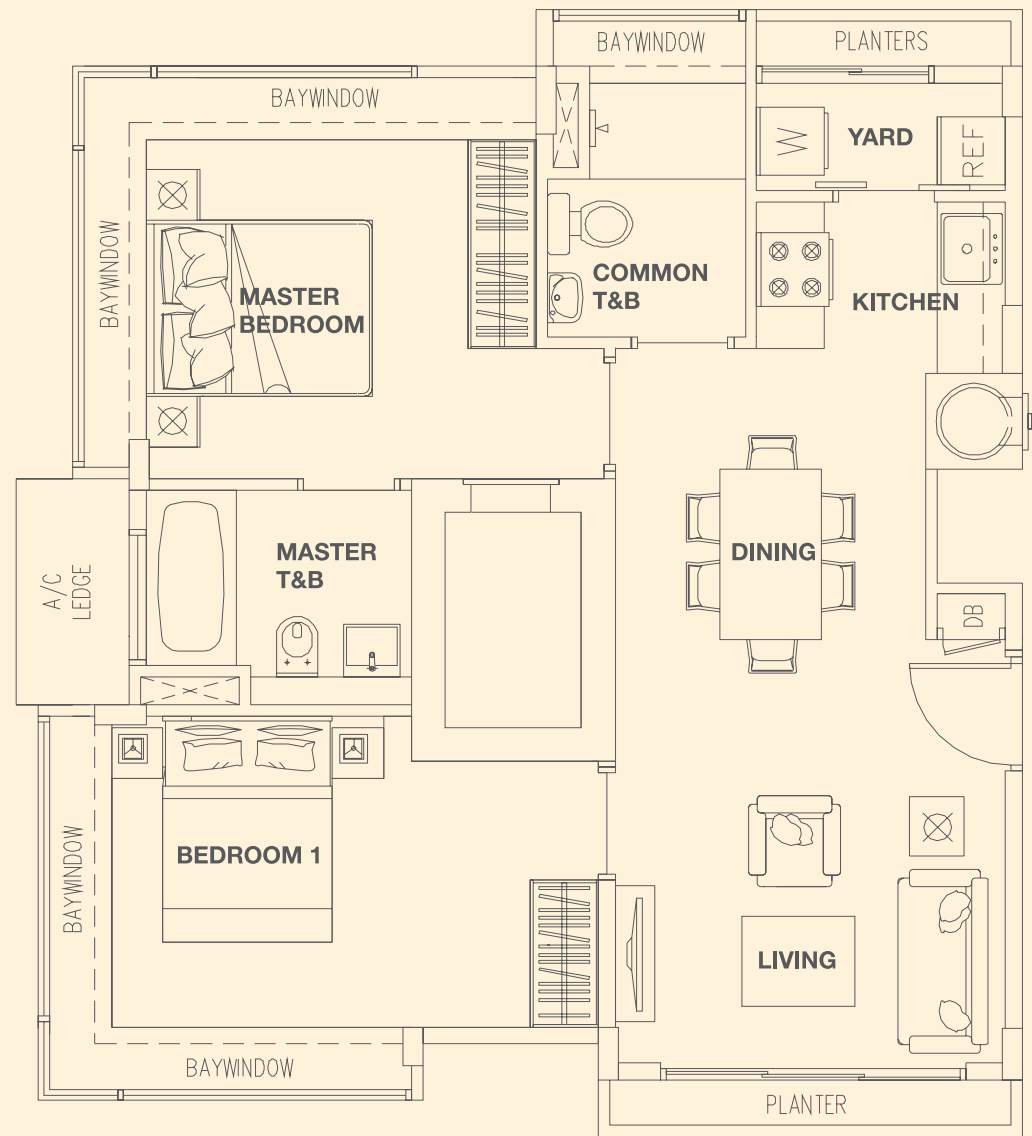 BAYWINDOW
PLANTERS
BAYWINDOW
W
YARD
REF
BAYWINDOW
MASTER
BEDROOM
COMMON
T&B
KITCHEN
A/C
LEDGE
MASTER
T&B
DINING
DB
BAYWINDOW
BEDROOM 1
LIVING
BAYWINDOW
PLANTER